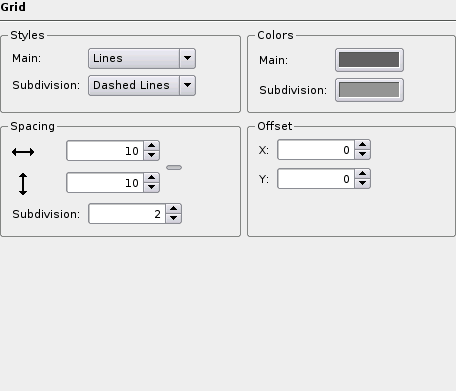 Grid
Styles
Main: Lines
Subdivision: Dashed Lines
Colors
Main:
Subdivision:
Spacing
10
10
Subdivision: 2
Offset
X: 0
Y: 0